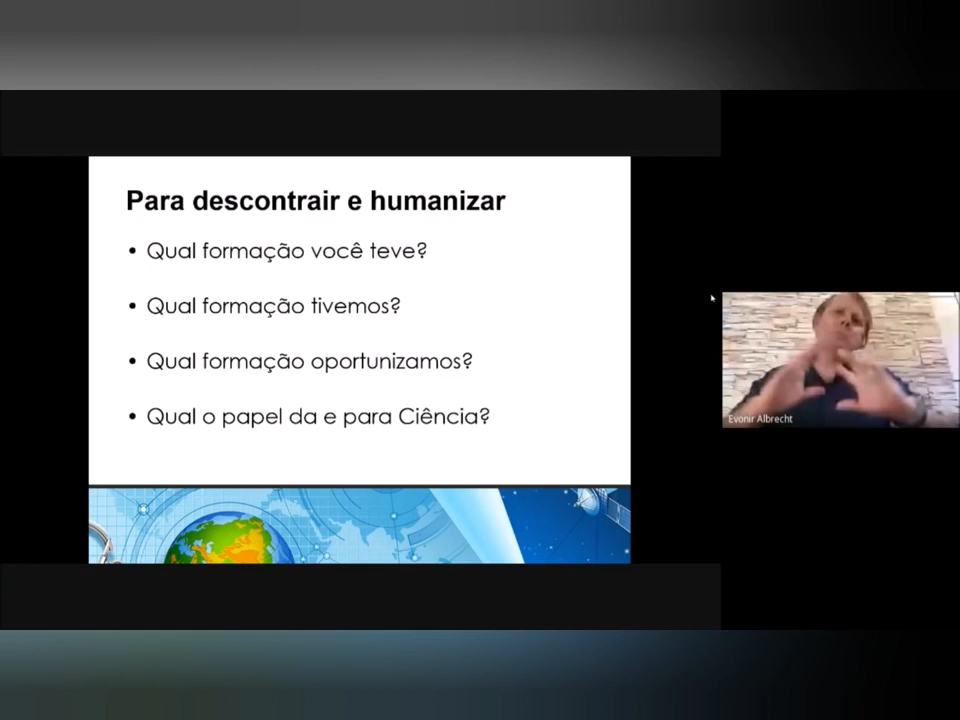 Para descontrair e humanizar
• Qual formação você teve?
• Qual formação tivemos?
• Qual formação oportunizamos?
• Qual o papel da e para Ciência?
Evonir Albrecht